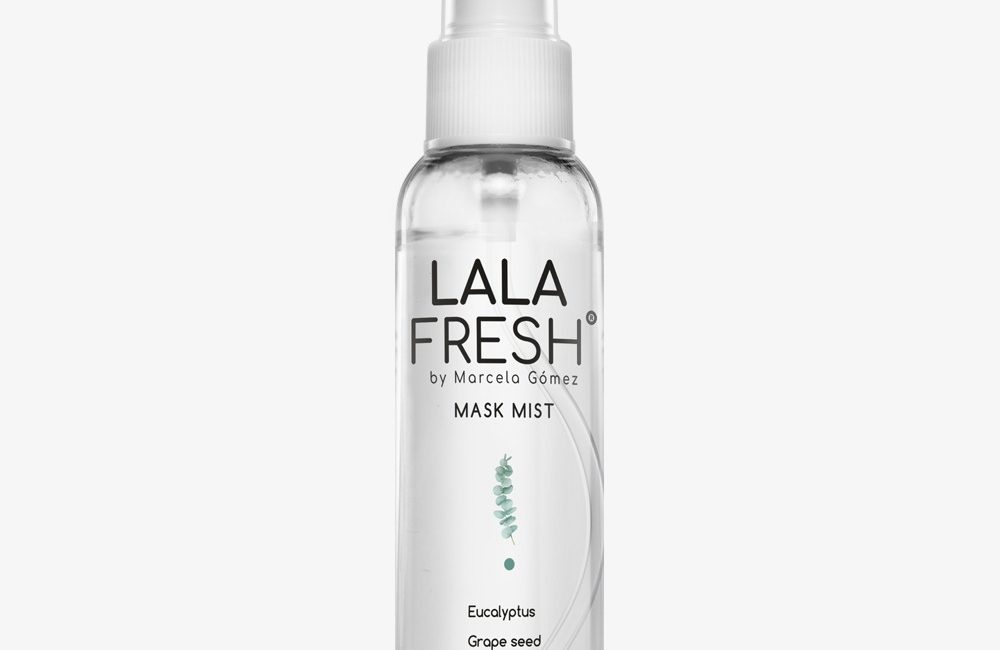 LALA
FRESH®
by Marcela Gómez
MASK MIST
Eucalyptus
Grape seed